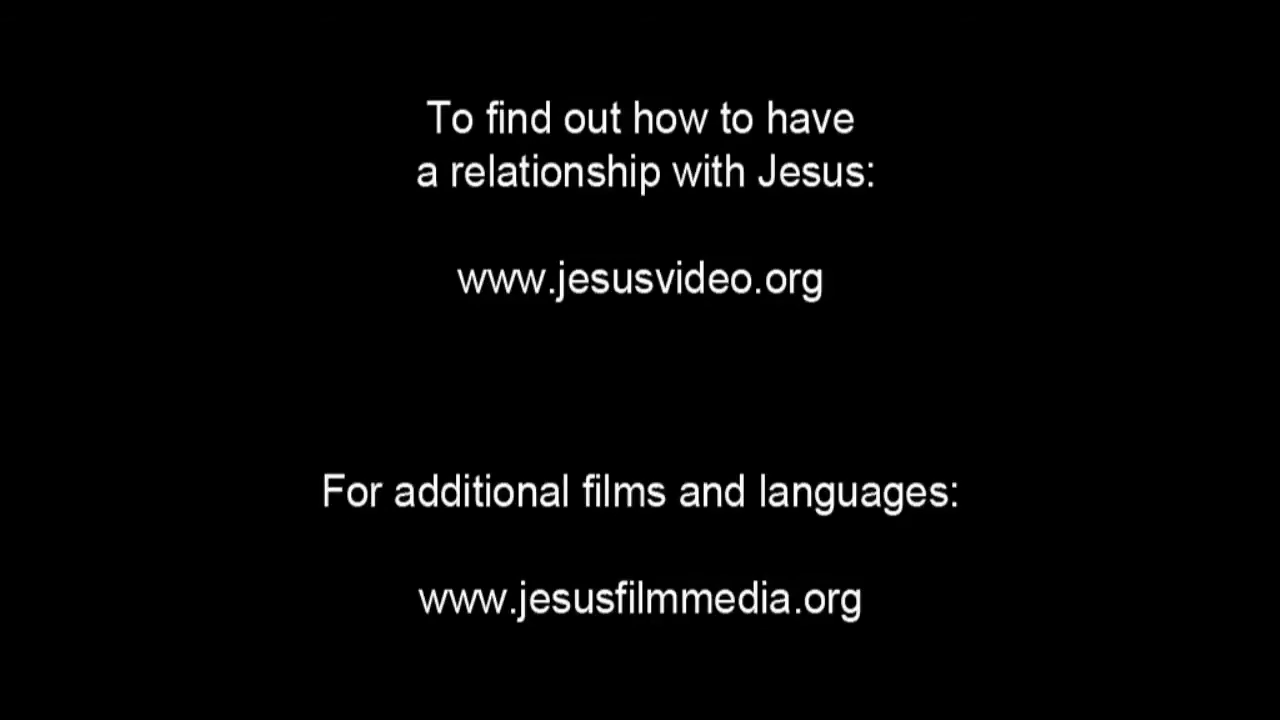 To find out how to have
a relationship with Jesus:
www.jesusvideo.org
For additional films and languages:
www.jesusfilmmedia.org